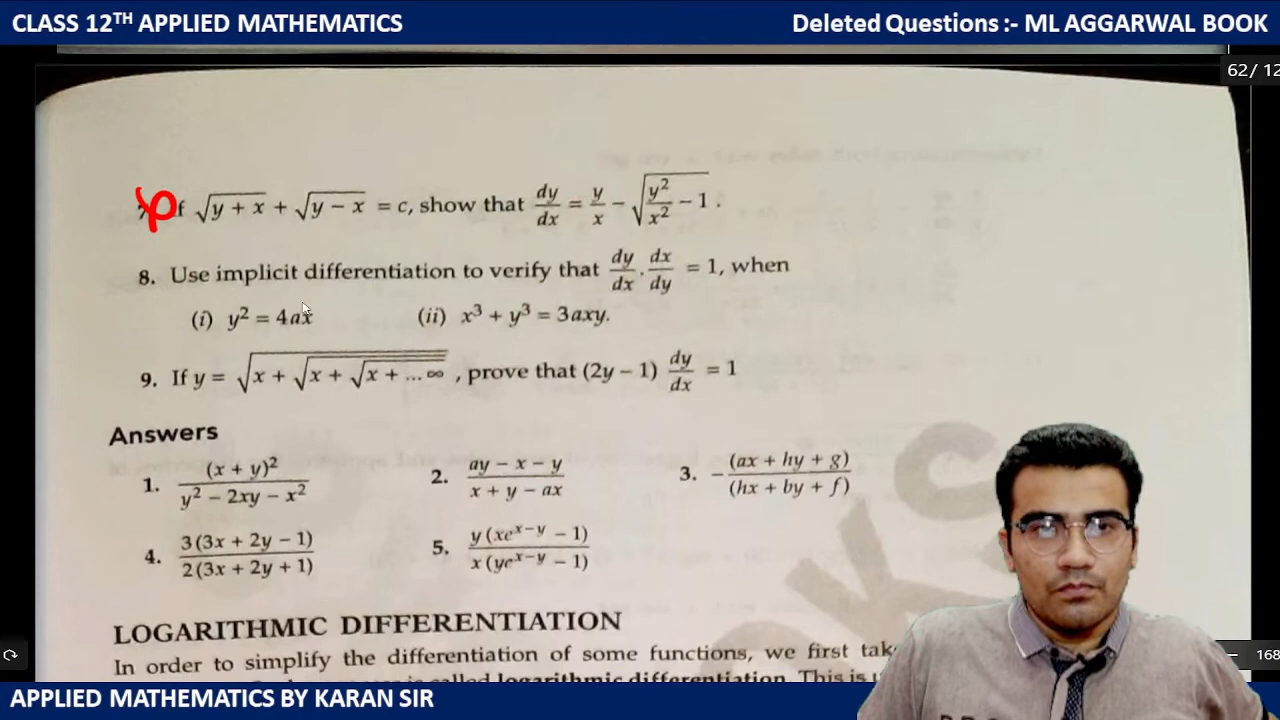 CLASS 12TH APPLIED MATHEMATICS
Deleted Questions :- ML AGGARWAL BOOK
62/ 12
f √(y + x) + √(y − x) = c, show that dy/dx = y/x − √(y²/x² − 1) .
8. Use implicit differentiation to verify that dy/dx . dx/dy = 1, when
(i) y² = 4ax (ii) x³ + y³ = 3axy.
9. If y = √(x + √(x + √(x + ... ∞))) , prove that (2y − 1) dy/dx = 1
Answers
1. (x + y)²/(y² − 2xy − x²) 2. (ay − x − y)/(x + y − ax) 3. − (ax + hy + g)/(hx + by + f)
4. 3(3x + 2y − 1)/2(3x + 2y + 1) 5. y(xe^(x−y) − 1)/x(ye^(x−y) − 1)
LOGARITHMIC DIFFERENTIATION
In order to simplify the differentiation of some functions, we first tak
called logarithmic differentiation. This is u
168
APPLIED MATHEMATICS BY KARAN SIR